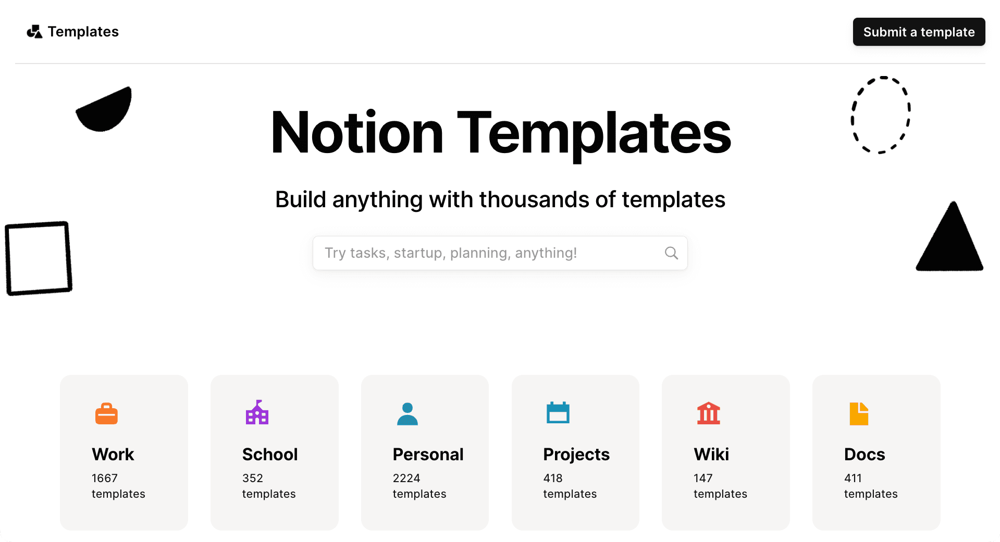 Templates
Submit a template
Notion Templates
Build anything with thousands of templates
Try tasks, startup, planning, anything!
Work
1667
templates
School
352
templates
Personal
2224
templates
Projects
418
templates
Wiki
147
templates
Docs
411
templates